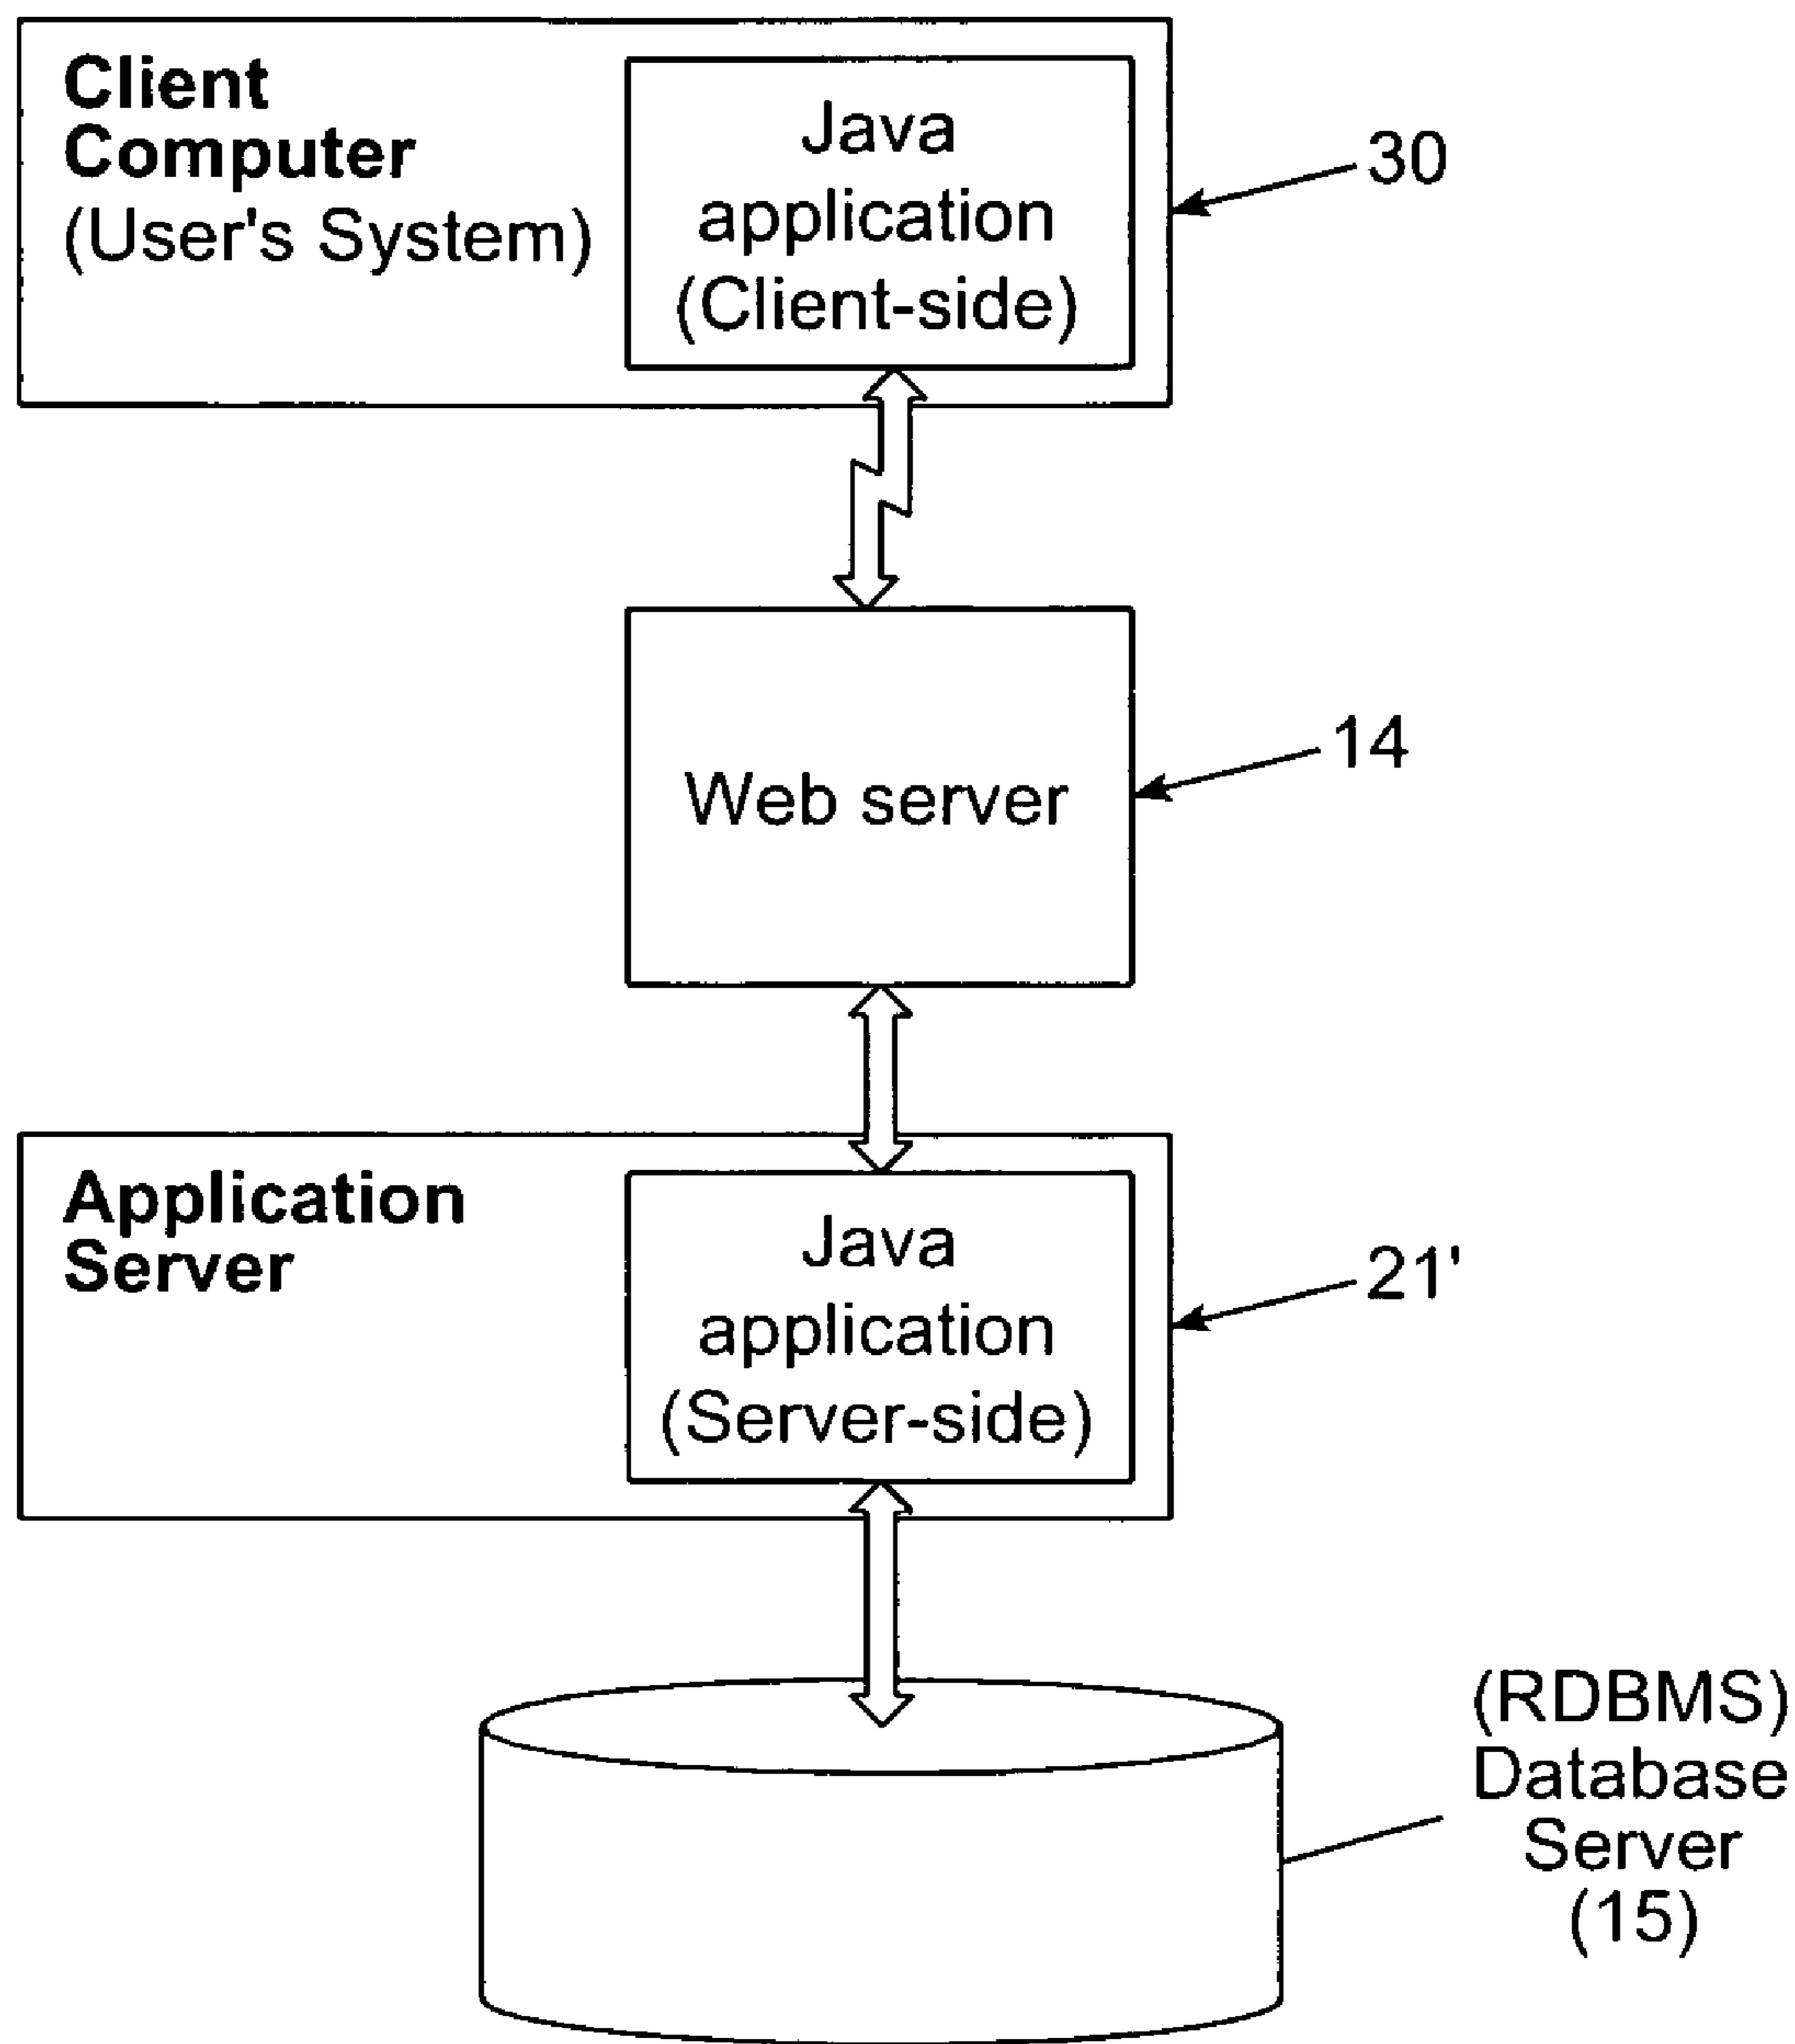 Client
Computer
(User's System)
Java
application
(Client-side)
30
Web server
14
Application
Server
Java
application
(Server-side)
21'
(RDBMS)
Database
Server
(15)